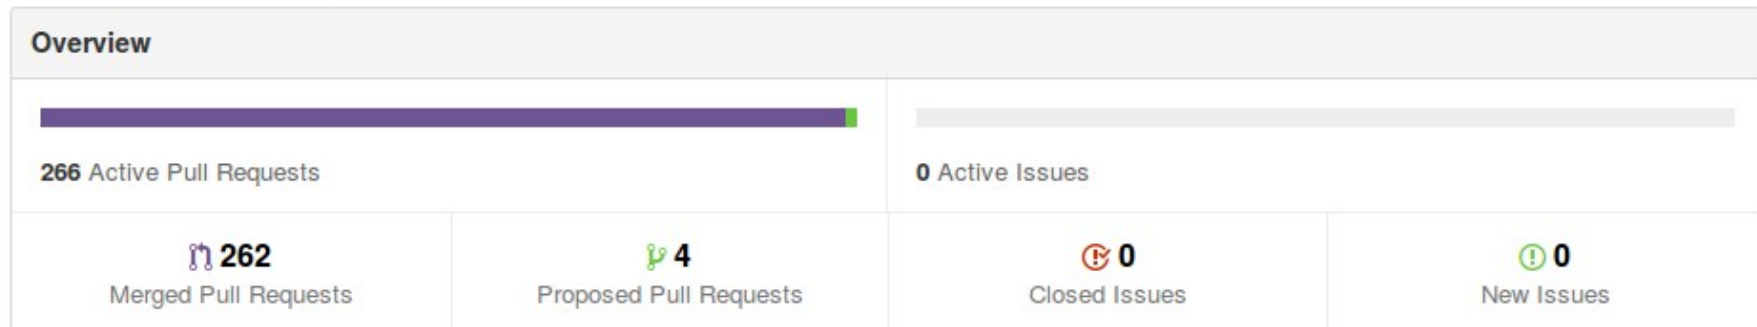 Overview
266 Active Pull Requests
0 Active Issues
262
Merged Pull Requests
4
Proposed Pull Requests
0
Closed Issues
0
New Issues